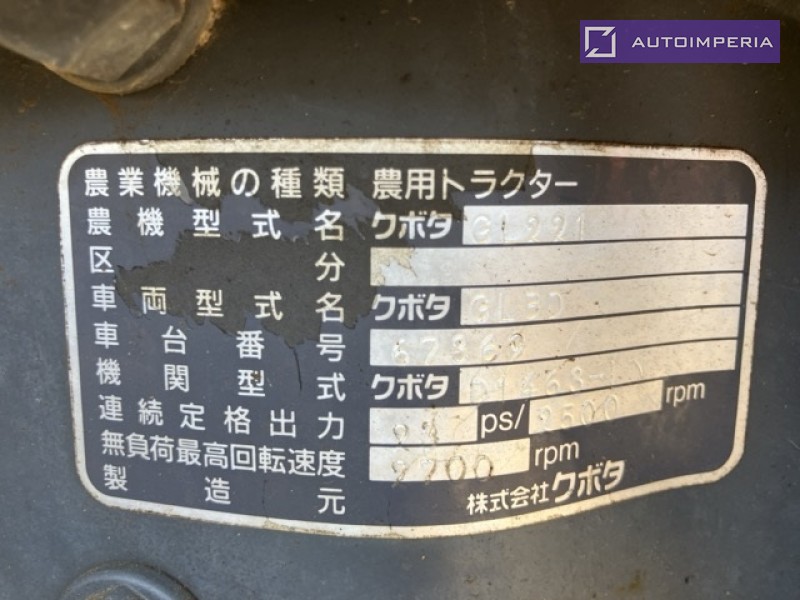 AUTOIMPERIA
農業機械の種類 農用トラクター
農機型式名 クボタ GL221
区分
車両型式名 クボタ
車台番号 57869
機関型式 クボタ
連続定格出力 ps/2500 rpm
無負荷最高回転速度 2700 rpm
製造元 株式会社クボタ